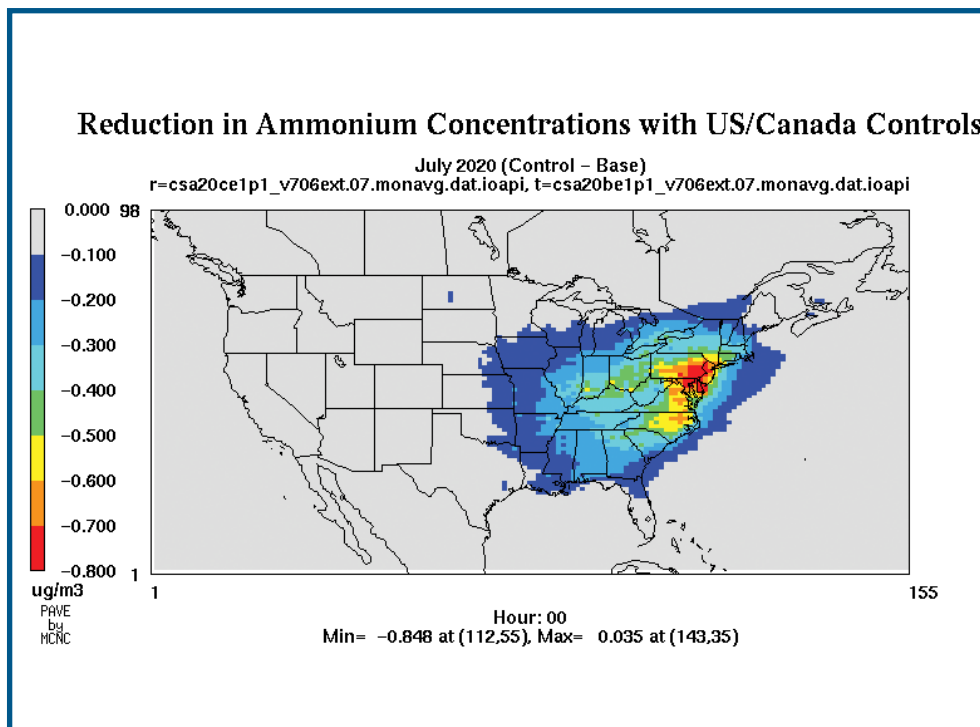 Reduction in Ammonium Concentrations with US/Canada Controls
July 2020 (Control – Base)
r=csa20ce1p1_v706ext.07.monavg.dat.ioapi, t=csa20be1p1_v706ext.07.monavg.dat.ioapi
0.000
−0.100
−0.200
−0.300
−0.400
−0.500
−0.600
−0.700
−0.800
ug/m3
PAVE
by
MCNC
98
1
1
155
Hour: 00
Min= −0.848 at (112,55), Max= 0.035 at (143,35)